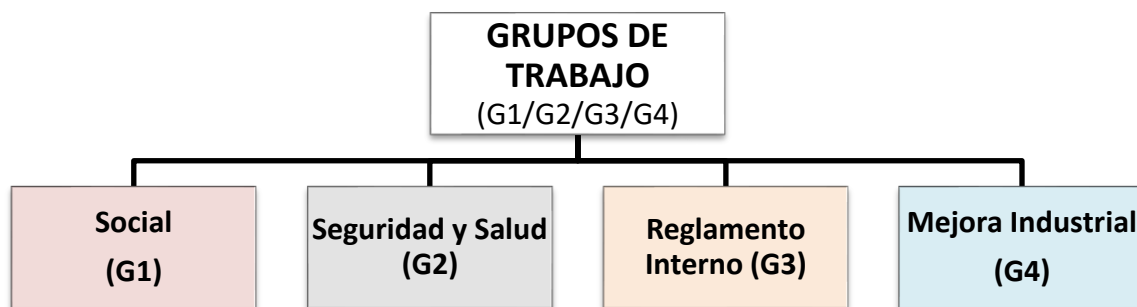 GRUPOS DE
TRABAJO
(G1/G2/G3/G4)
Social
(G1)
Seguridad y Salud
(G2)
Reglamento
Interno (G3)
Mejora Industrial
(G4)